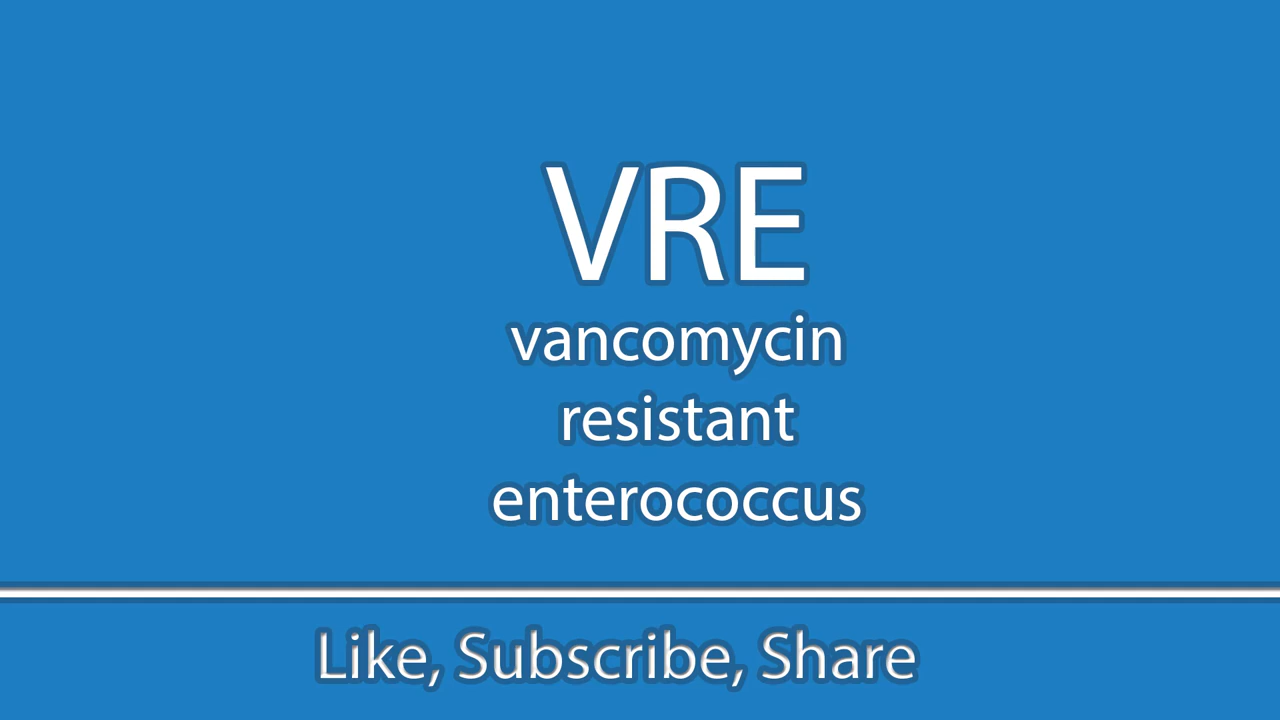 VRE
vancomycin
resistant
enterococcus
Like, Subscribe, Share